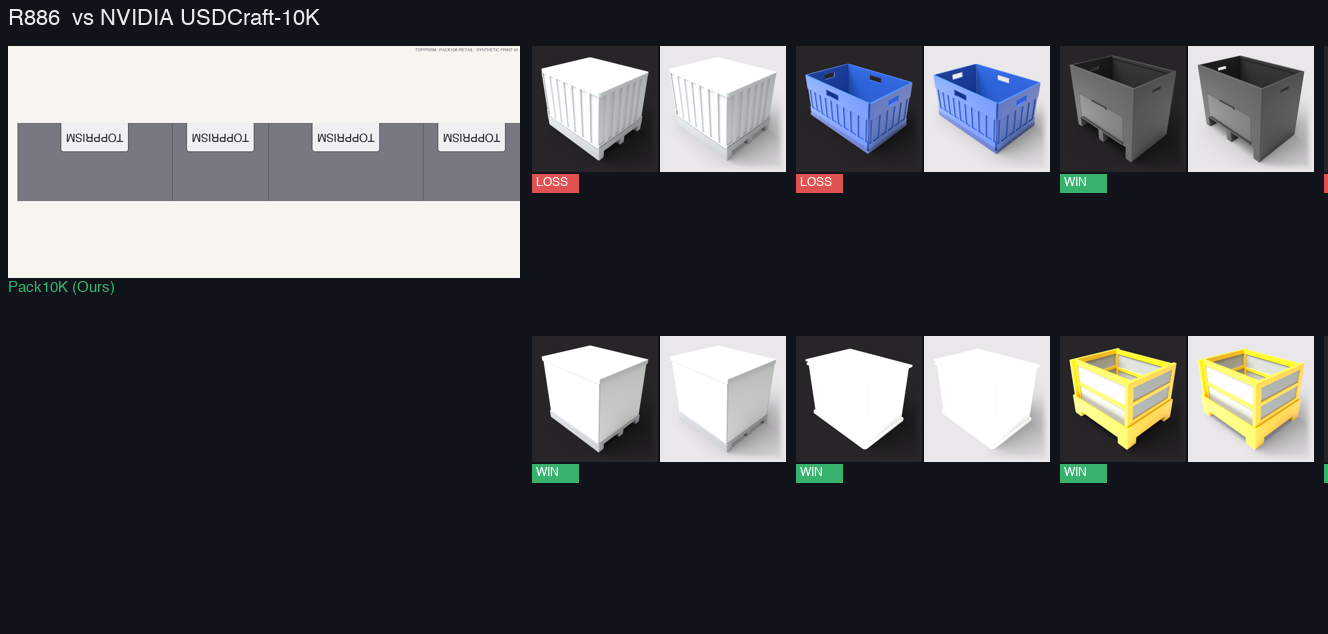 R886 vs NVIDIA USDCraft-10K
TOPPRISM TOPPRISM TOPPRISM TOPPRISM
Pack10K (Ours)
LOSS LOSS WIN
WIN WIN WIN